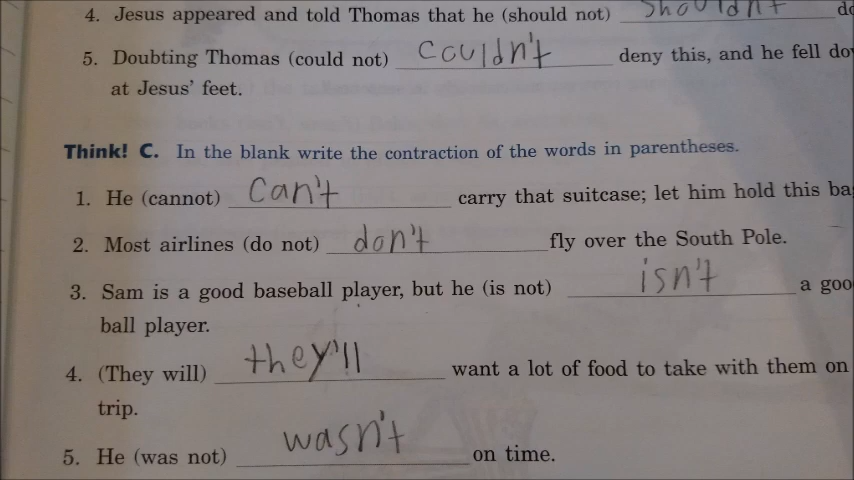 4. Jesus appeared and told Thomas that he (should not) shouldn't
5. Doubting Thomas (could not) couldn't deny this, and he fell
at Jesus' feet.
Think! C. In the blank write the contraction of the words in parentheses.
1. He (cannot) can't carry that suitcase; let him hold this
2. Most airlines (do not) don't fly over the South Pole.
3. Sam is a good baseball player, but he (is not) isn't a
ball player.
4. (They will) they'll want a lot of food to take with them on
trip.
5. He (was not) wasn't on time.